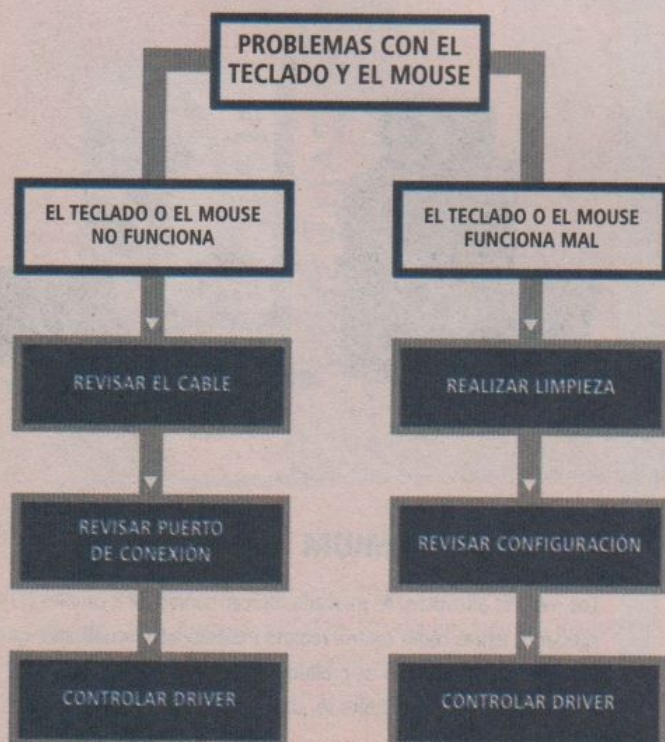 PROBLEMAS CON EL
TECLADO Y EL MOUSE
EL TECLADO O EL MOUSE
NO FUNCIONA
EL TECLADO O EL MOUSE
FUNCIONA MAL
REVISAR EL CABLE
REALIZAR LIMPIEZA
REVISAR PUERTO
DE CONEXIÓN
REVISAR CONFIGURACIÓN
CONTROLAR DRIVER
CONTROLAR DRIVER